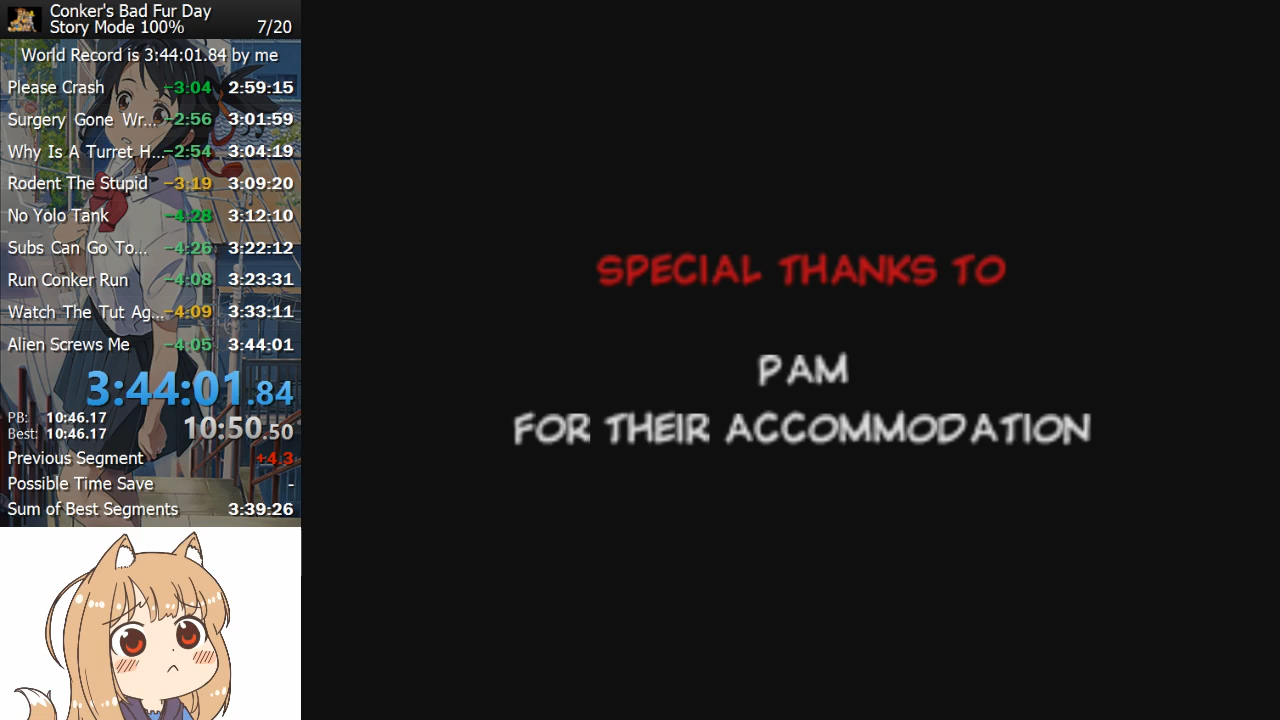 Conker's Bad Fur Day
Story Mode 100% 7/20
World Record is 3:44:01.84 by me
Please Crash −3:04 2:59:15
Surgery Gone Wr... −2:56 3:01:59
Why Is A Turret H... −2:54 3:04:19
Rodent The Stupid −3:19 3:09:20
No Yolo Tank −4:28 3:12:10
Subs Can Go To... −4:26 3:22:12
Run Conker Run −4:08 3:23:31
Watch The Tut Ag... −4:09 3:33:11
Alien Screws Me −4:05 3:44:01
3:44:01.84
PB: 10:46.17
Best: 10:46.17
10:50.50
Previous Segment +4.3
Possible Time Save -
Sum of Best Segments 3:39:26
SPECIAL THANKS TO
PAM
FOR THEIR ACCOMMODATION